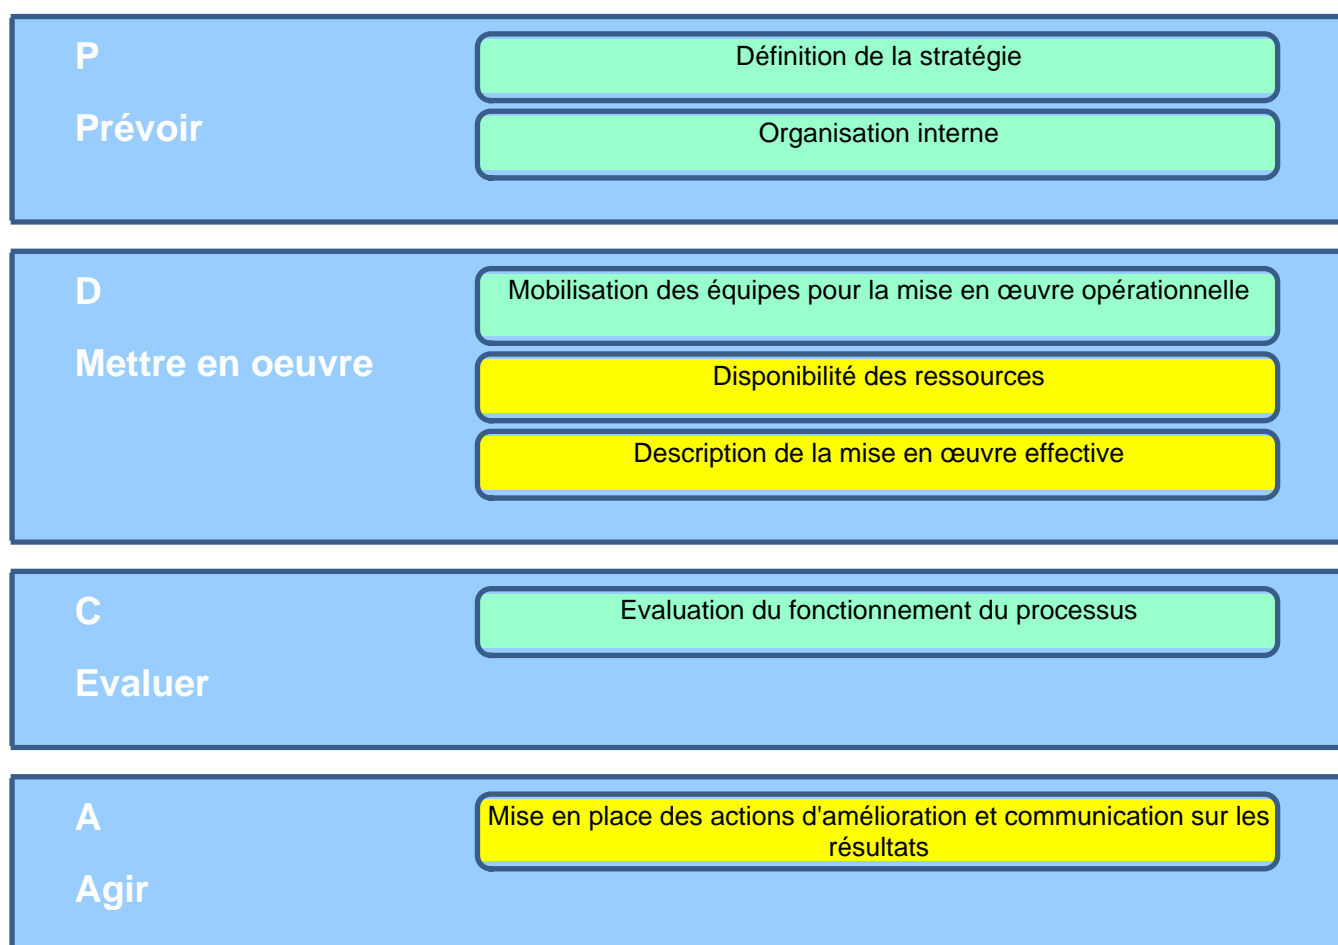 P
Prévoir
Définition de la stratégie
Organisation interne
D
Mettre en oeuvre
Mobilisation des équipes pour la mise en œuvre opérationnelle
Disponibilité des ressources
Description de la mise en œuvre effective
C
Evaluer
Evaluation du fonctionnement du processus
A
Agir
Mise en place des actions d'amélioration et communication sur les
résultats